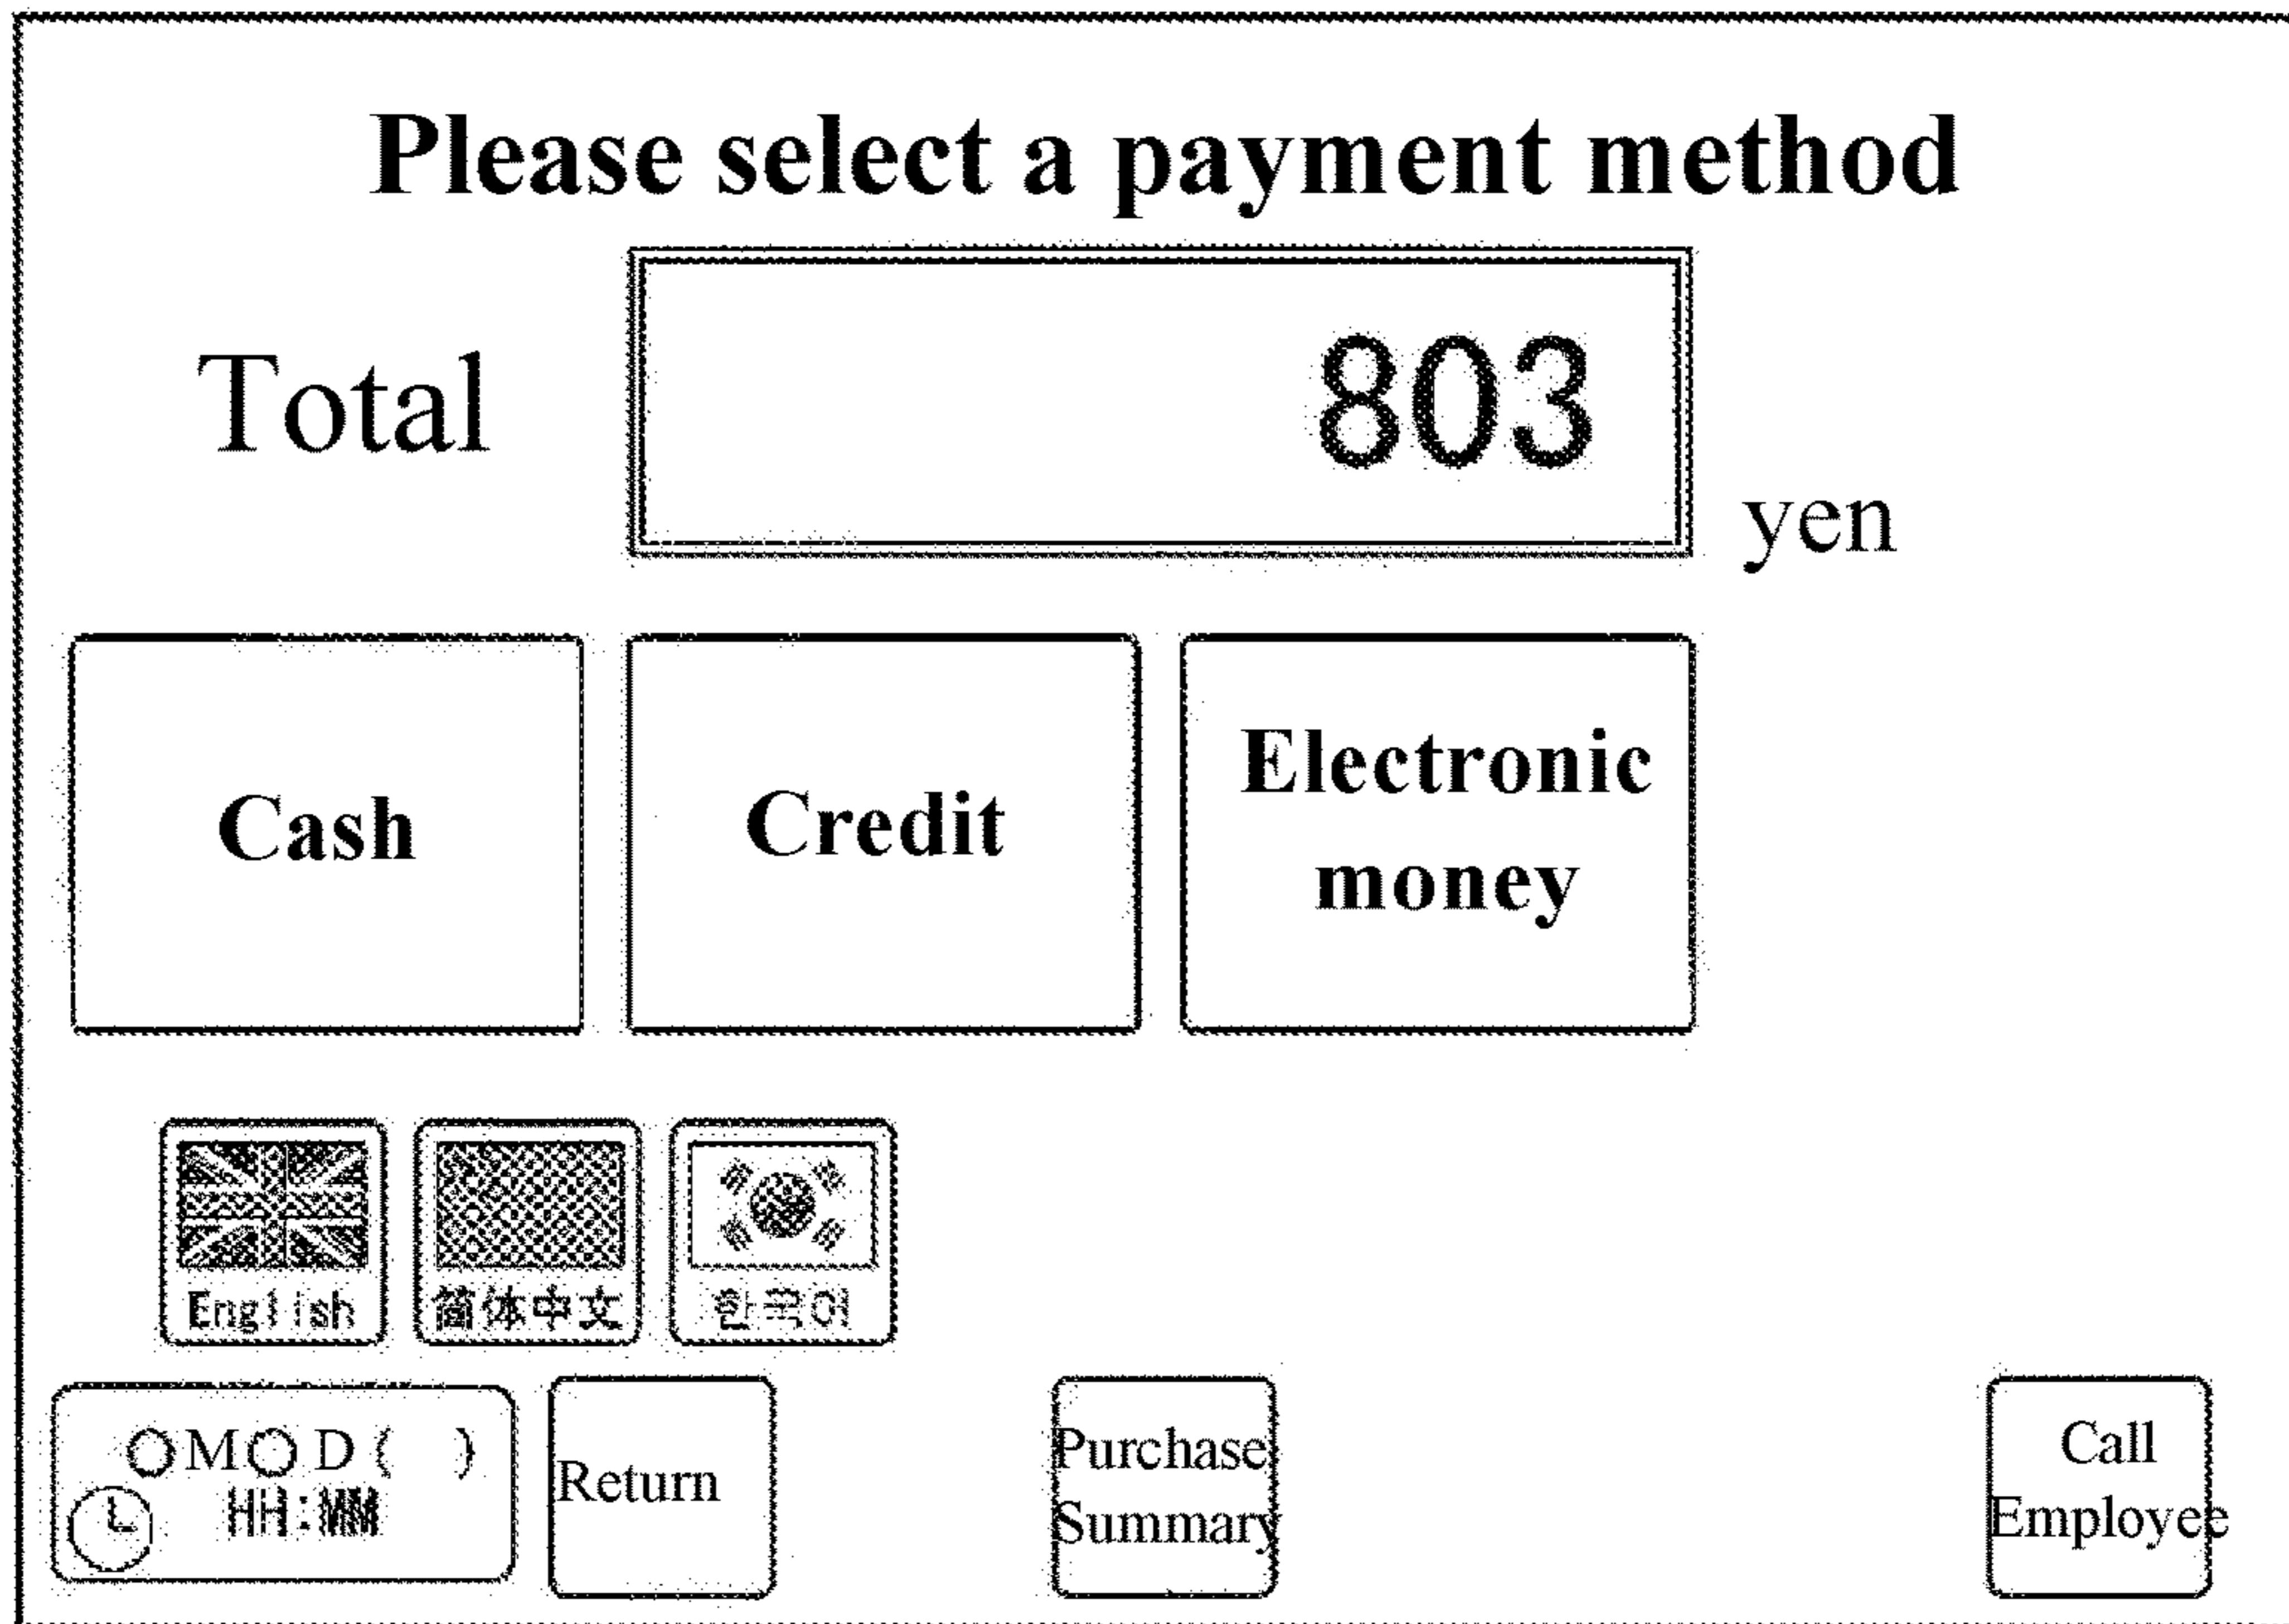 Please select a payment method
Total
803
yen
Cash
Credit
Electronic
money
English
简体中文
한국어
○M○D( )
HH:MM
Return
Purchase
Summary
Call
Employee